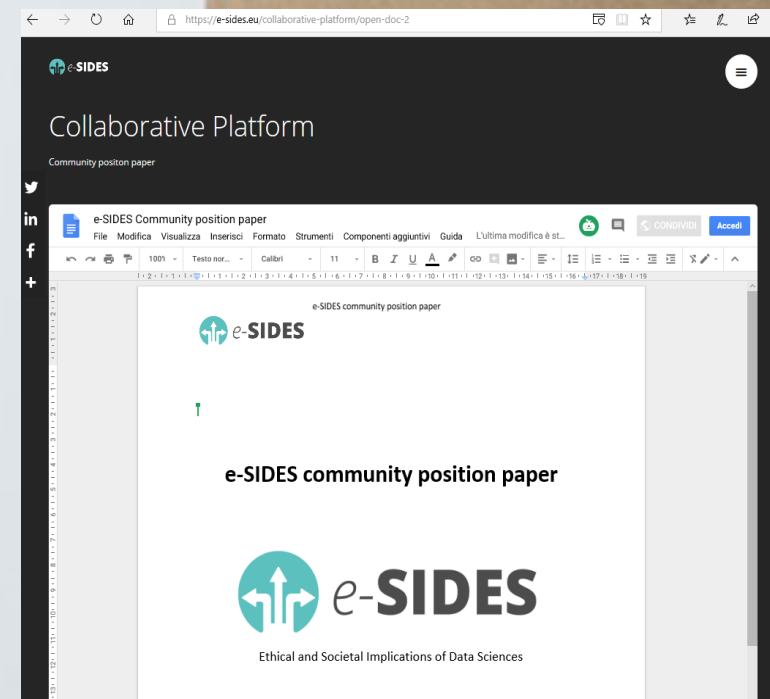 https://e-sides.eu/collaborative-platform/open-doc-2
e-SIDES
Collaborative Platform
Community positon paper
e-SIDES Community position paper
File Modifica Visualizza Inserisci Formato Strumenti Componenti aggiuntivi Guida L'ultima modifica è st...
CONDIVIDI
Accedi
100% Testo nor... Calibri 11 B I U A
e-SIDES community position paper
e-SIDES
e-SIDES community position paper
e-SIDES
Ethical and Societal Implications of Data Sciences